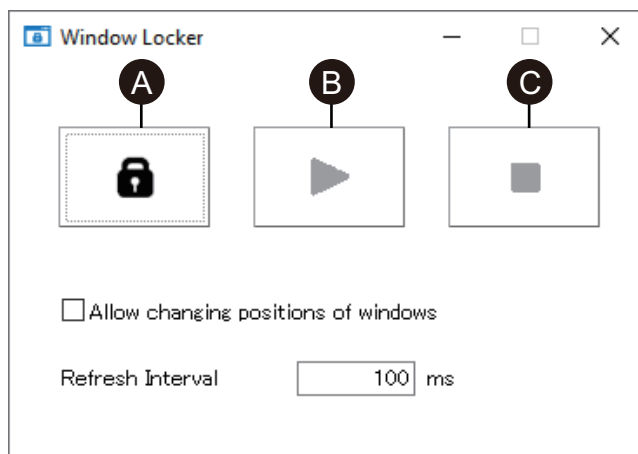 Window Locker
A B C
Allow changing positions of windows
Refresh Interval 100 ms